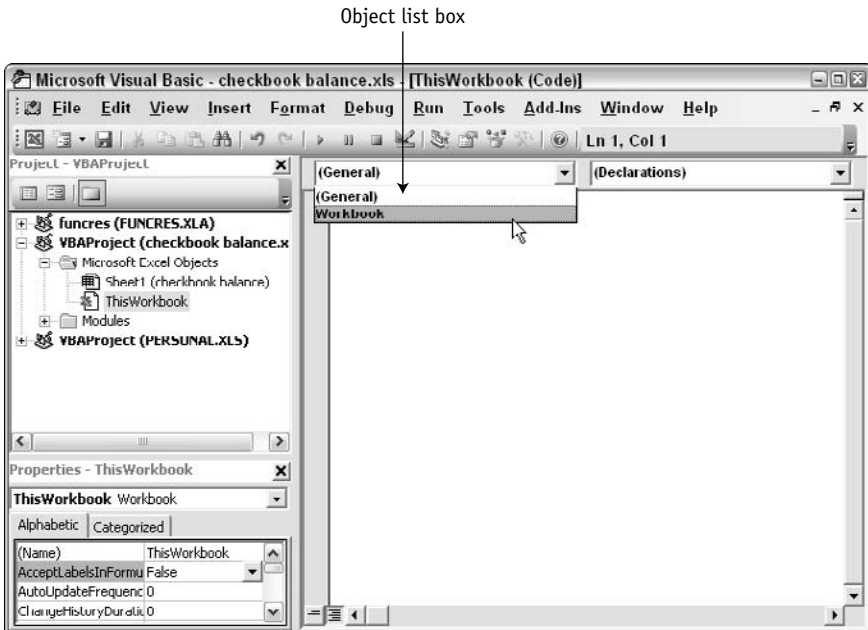 Object list box
Microsoft Visual Basic - checkbook balance.xls - [ThisWorkbook (Code)]
File Edit View Insert Format Debug Run Tools Add-Ins Window Help
Ln 1, Col 1
Project - VBAProject
(General) (Declarations)
(General)
Workbook
funcres (FUNCRES.XLA)
VBAProject (checkbook balance.x
Microsoft Excel Objects
Sheet1 (checkbook balance)
ThisWorkbook
Modules
VBAProject (PERSONAL.XLS)
Properties - ThisWorkbook
ThisWorkbook Workbook
Alphabetic Categorized
(Name) ThisWorkbook
AcceptLabelsInFormu False
AutoUpdateFrequenc 0
ChangeHistoryDuratic 0